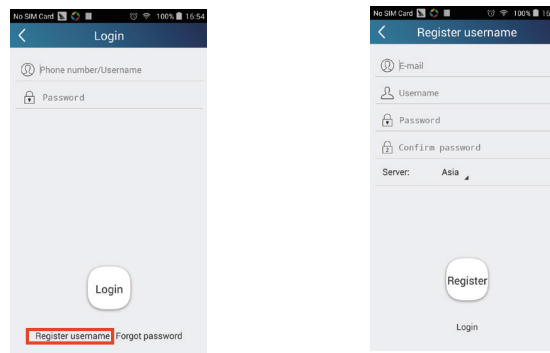 No SIM Card 100% 16:54
Login
Phone number/Username
Password
Login
Register username Forgot password
No SIM Card 100% 16
Register username
E-mail
Username
Password
Confirm password
Server: Asia
Register
Login